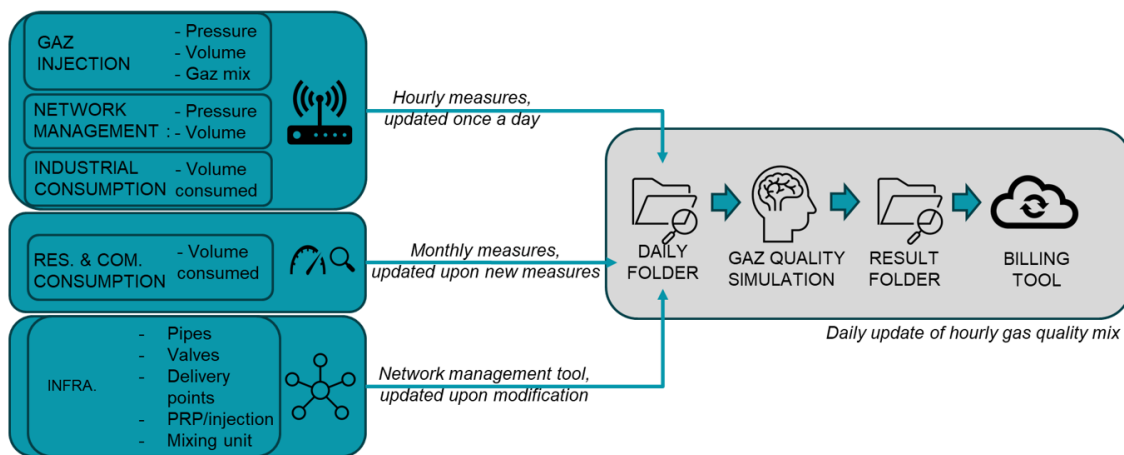 GAZ
INJECTION
- Pressure
- Volume
- Gaz mix
NETWORK
MANAGEMENT :
- Pressure
- Volume
INDUSTRIAL
CONSUMPTION
- Volume
consumed
Hourly measures,
updated once a day
RES. & COM.
CONSUMPTION
- Volume
consumed
Monthly measures,
updated upon new measures
INFRA.
- Pipes
- Valves
- Delivery
points
- PRP/injection
- Mixing unit
Network management tool,
updated upon modification
DAILY
FOLDER
GAZ QUALITY
SIMULATION
RESULT
FOLDER
BILLING
TOOL
Daily update of hourly gas quality mix